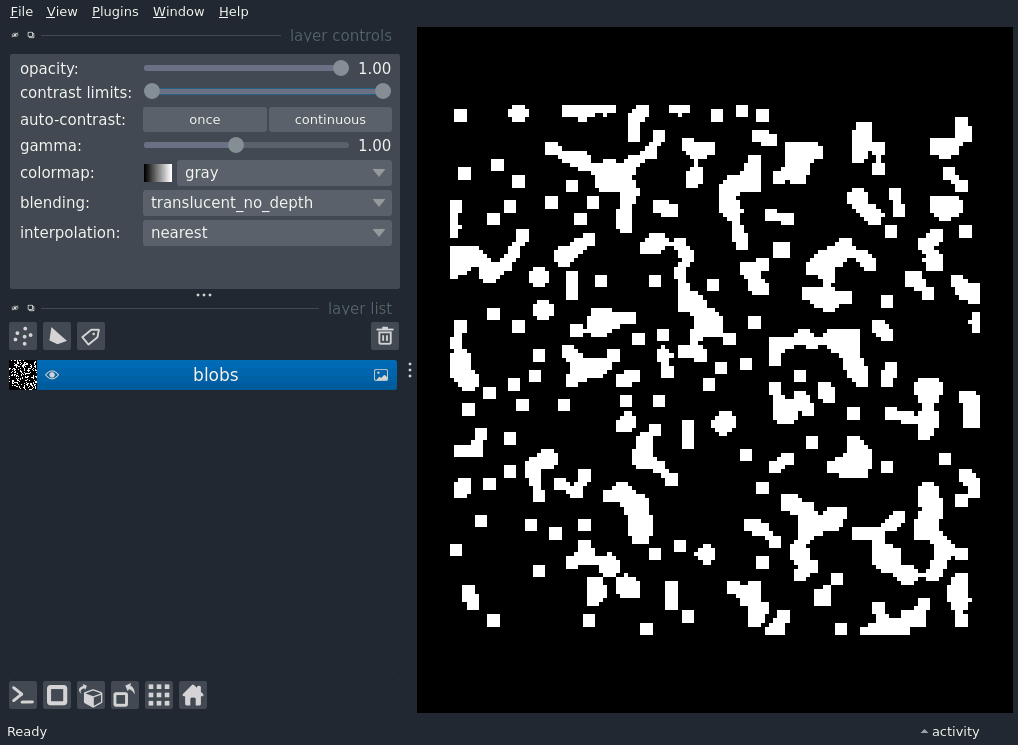 File View Plugins Window Help
layer controls
opacity: 1.00
contrast limits:
auto-contrast: once continuous
gamma: 1.00
colormap: gray
blending: translucent_no_depth
interpolation: nearest
layer list
blobs
Ready activity